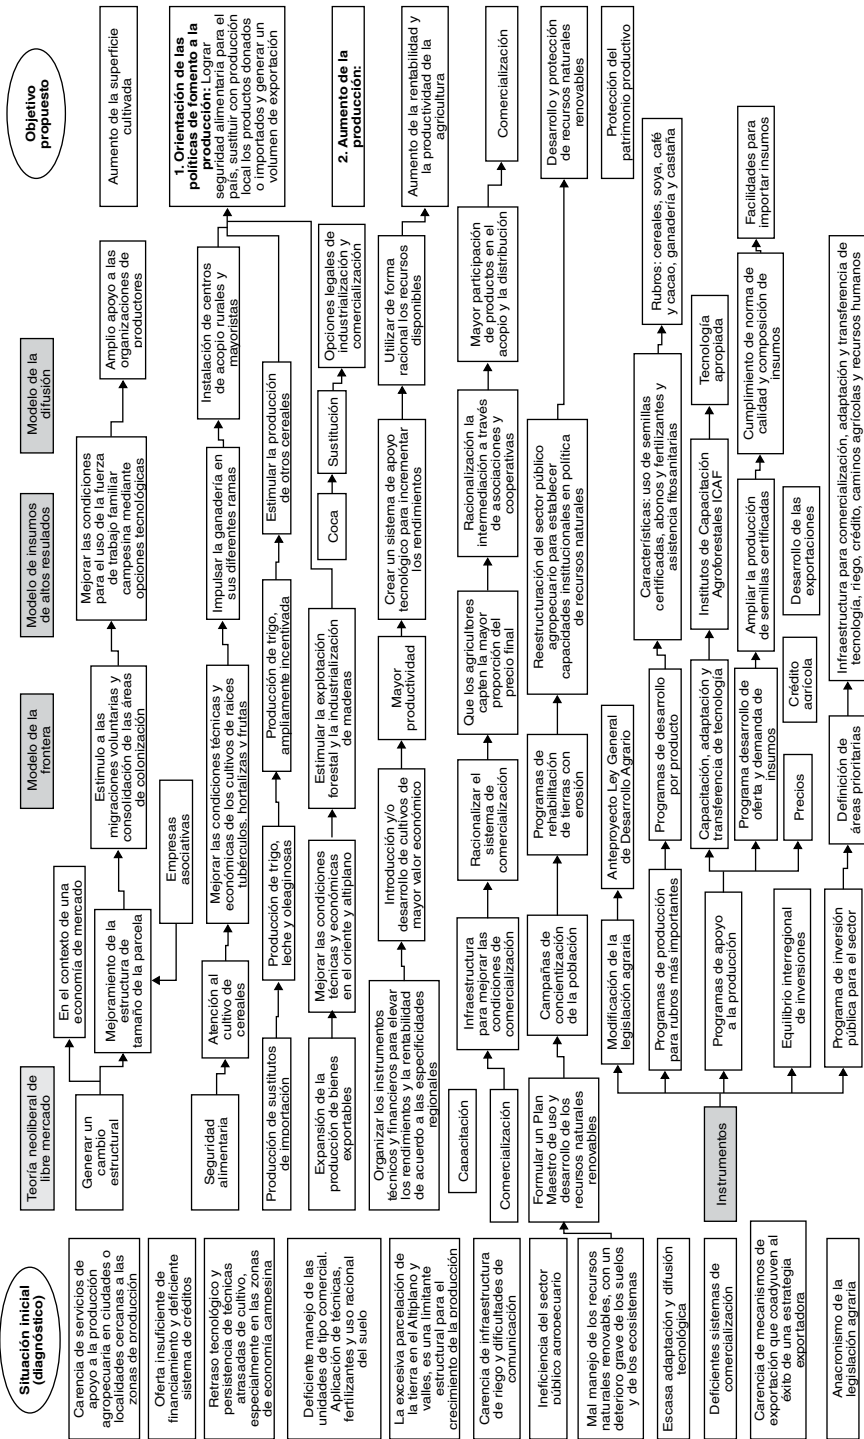 Situación inicial
(diagnóstico)
Carencia de servicios de
apoyo a la producción
agropecuaria en ciudades o
localidades cercanas a las
zonas de producción
Oferta insuficiente de
financiamiento y deficiente
sistema de créditos
Retraso tecnológico y
persistencia de técnicas
atrasadas de cultivo,
especialmente en las zonas
de economía campesina
Deficiente manejo de las
unidades de tipo comercial.
Aplicación de técnicas,
fertilizantes y uso racional
del suelo
La excesiva parcelación de
la tierra en el Altiplano y
valles, es una limitante
estructural para el
crecimiento de la producción
Carencia de infraestructura
de riego y dificultades de
comunicación
Ineficiencia del sector
público agropecuario
Mal manejo de los recursos
naturales renovables, con un
deterioro grave de los suelos
y de los ecosistemas
Escasa adaptación y difusión
tecnológica
Deficientes sistemas de
comercialización
Carencia de mecanismos de
exportación que coadyuven al
éxito de una estrategia
exportadora
Anacronismo de la
legislación agraria
Teoría neoliberal de
libre mercado
Modelo de la
frontera
Modelo de insumos
de altos resulados
Modelo de la
difusión
Objetivo
propuesto
Generar un
cambio
estructural
En el contexto de una
economía de mercado
Mejoramiento de la
estructura de
tamaño de la parcela
Empresas
asociativas
Estímulo a las
migraciones voluntarias y
consolidación de las áreas
de colonización
Mejorar las condiciones
para el uso de la fuerza
de trabajo familiar
campesina mediante
opciones tecnológicas
Amplio apoyo a las
organizaciones de
productores
Aumento de la superficie
cultivada
Seguridad
alimentaria
Atención al
cultivo de
cereales
Mejorar las condiciones técnicas y
económicas de los cultivos de raíces
tubérculos, hortalizas y frutas
Impulsar la ganadería en
sus diferentes ramas
Instalación de centros
de acopio rurales y
mayoristas
1. Orientación de las
políticas de fomento a la
producción: Lograr
seguridad alimentaria para el
país, sustituir con producción
local los productos donados
o importados y generar un
volumen de exportación
Producción de sustitutos
de importación
Producción de trigo,
leche y oleaginosas
Producción de trigo,
ampliamente incentivada
Estimular la producción
de otros cereales
Expansión de la
producción de bienes
exportables
Mejorar las condiciones
técnicas y económicas
en el oriente y altiplano
Estimular la explotación
forestal y la industrialización
de maderas
Coca
Sustitución
Opciones legales de
industrialización y
comercialización
2. Aumento de la
producción:
Organizar los instrumentos
técnicos y financieros para elevar
los rendimientos y la rentabilidad
de acuerdo a las especificidades
regionales
Introducción y/o
desarrollo de cultivos de
mayor valor económico
Mayor
productividad
Crear un sistema de apoyo
tecnológico para incrementar
los rendimientos
Utilizar de forma
racional los recursos
disponibles
Aumento de la rentabilidad y
la productividad de la
agricultura
Capacitación
Comercialización
Infraestructura
para mejorar las
condiciones de
comercialización
Racionalizar el
sistema de
comercialización
Que los agricultores
capten la mayor
proporción del
precio final
Racionalización la
intermediación a través
de asociaciones y
cooperativas
Mayor participación
de productos en el
acopio y la distribución
Comercialización
Formular un Plan
Maestro de uso y
desarrollo de los
recursos naturales
renovables
Campañas de
concientización
de la población
Programas de
rehabilitación
de tierras con
erosión
Reestructuración del sector público
agropecuario para establecer
capacidades institucionales en política
de recursos naturales
Desarrollo y protección
de recursos naturales
renovables
Protección del
patrimonio productivo
Instrumentos
Modificación de la
legislación agraria
Anteproyecto Ley General
de Desarrollo Agrario
Programas de producción
para rubros más importantes
Programas de desarrollo
por producto
Características: uso de semillas
certificadas, abonos y fertilizantes y
asistencia fitosanitarias
Rubros: cereales, soya, café
y cacao, ganadería y castaña
Programas de apoyo
a la producción
Capacitación, adaptación y
transferencia de tecnología
Institutos de Capacitación
Agroforestales ICAF
Tecnología
apropiada
Programa desarrollo de
oferta y demanda de
insumos
Ampliar la producción
de semillas certificadas
Cumplimiento de norma de
calidad y composición de
insumos
Facilidades para
importar insumos
Precios
Crédito
agrícola
Desarrollo de las
exportaciones
Equilibrio interregional
de inversiones
Programa de inversión
pública para el sector
Definición de
áreas prioritarias
Infraestructura para comercialización, adaptación y transferencia de
tecnología, riego, crédito, caminos agrícolas y recursos humanos